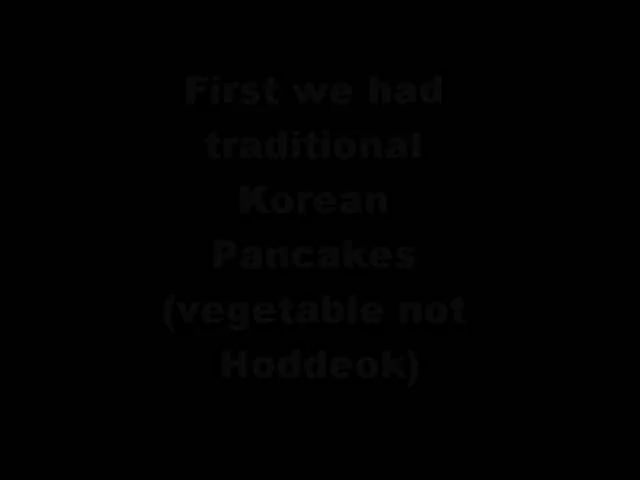 First we had
traditional
Korean
Pancakes
(vegetable not
Hoddeok)